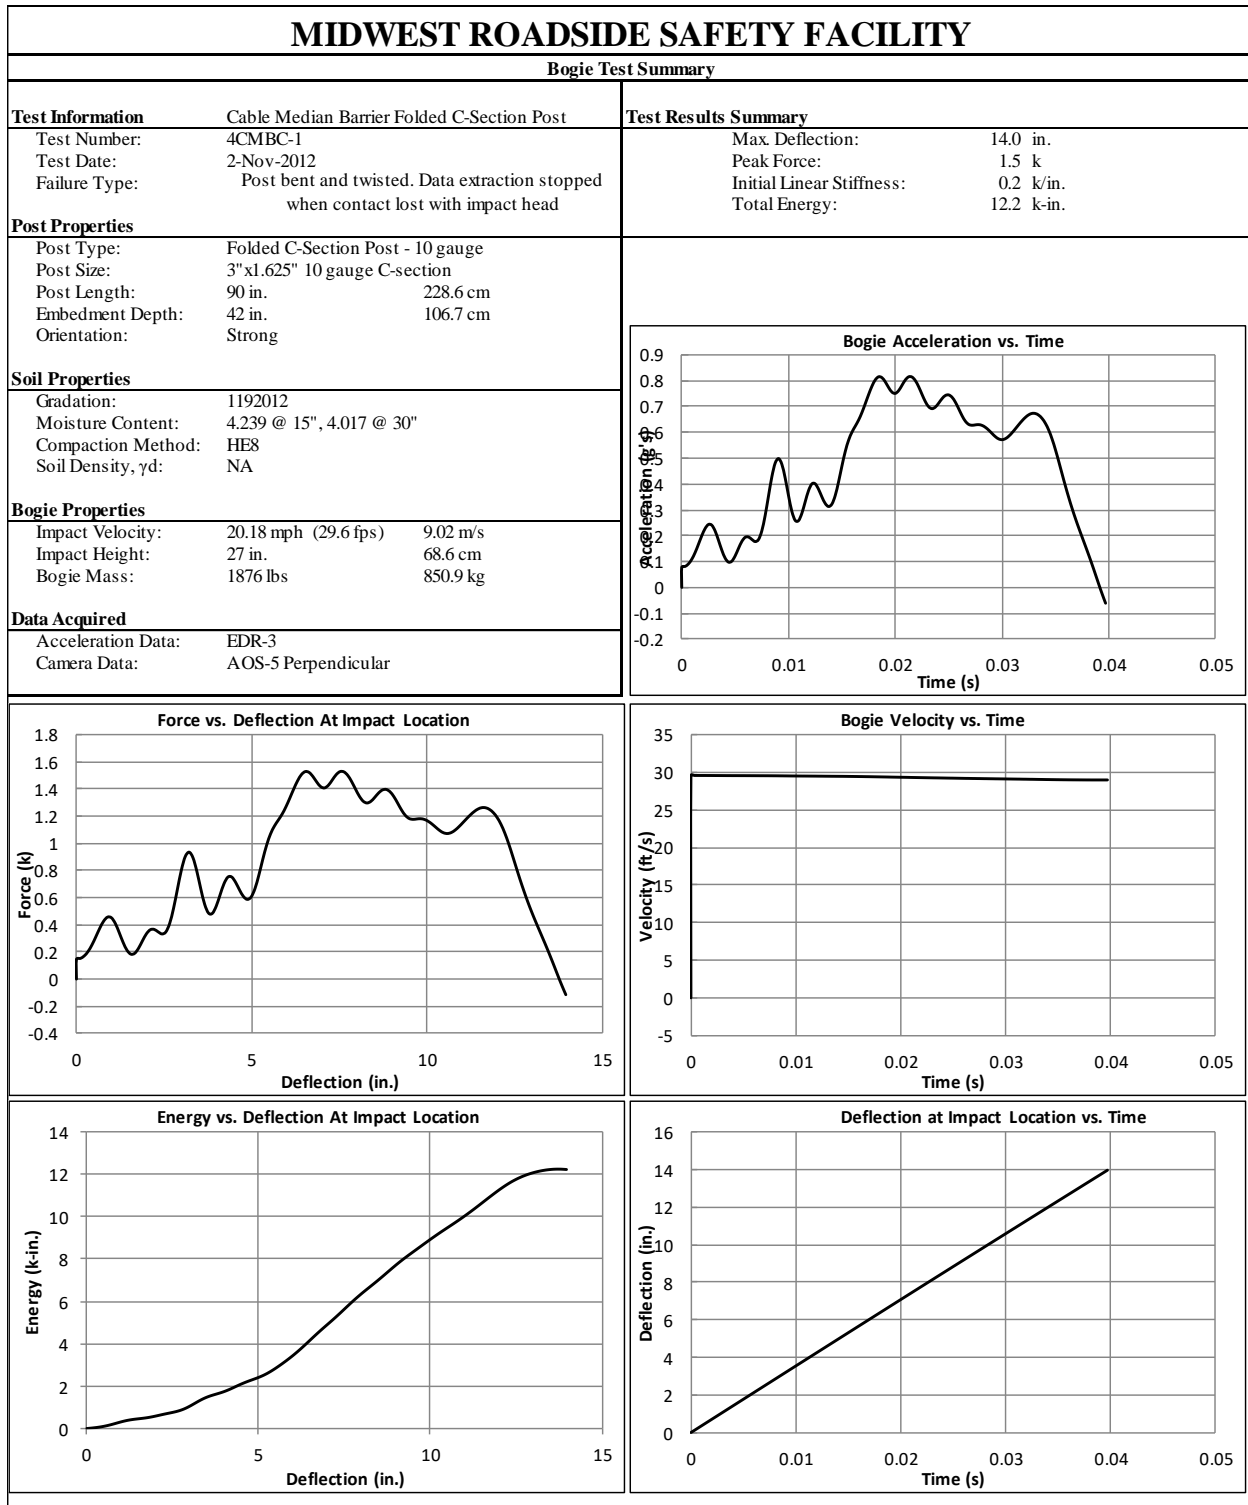 MIDWEST ROADSIDE SAFETY FACILITY
Bogie Test Summary
Test Information Cable Median Barrier Folded C-Section Post
Test Number: 4CMBC-1
Test Date: 2-Nov-2012
Failure Type: Post bent and twisted. Data extraction stopped
when contact lost with impact head
Post Properties
Post Type: Folded C-Section Post - 10 gauge
Post Size: 3"x1.625" 10 gauge C-section
Post Length: 90 in. 228.6 cm
Embedment Depth: 42 in. 106.7 cm
Orientation: Strong
Soil Properties
Gradation: 1192012
Moisture Content: 4.239 @ 15", 4.017 @ 30"
Compaction Method: HE8
Soil Density, γd: NA
Bogie Properties
Impact Velocity: 20.18 mph (29.6 fps) 9.02 m/s
Impact Height: 27 in. 68.6 cm
Bogie Mass: 1876 lbs 850.9 kg
Data Acquired
Acceleration Data: EDR-3
Camera Data: AOS-5 Perpendicular
Test Results Summary
Max. Deflection: 14.0 in.
Peak Force: 1.5 k
Initial Linear Stiffness: 0.2 k/in.
Total Energy: 12.2 k-in.
Bogie Acceleration vs. Time
0.9
0.8
0.7
0.6
0.5
0.4
0.3
0.2
0.1
0
-0.1
-0.2
Acceleration (g's)
0 0.01 0.02 0.03 0.04 0.05
Time (s)
Force vs. Deflection At Impact Location
1.8
1.6
1.4
1.2
1
0.8
0.6
0.4
0.2
0
-0.2
-0.4
Force (k)
0 5 10 15
Deflection (in.)
Bogie Velocity vs. Time
35
30
25
20
15
10
5
0
-5
Velocity (ft/s)
0 0.01 0.02 0.03 0.04 0.05
Time (s)
Energy vs. Deflection At Impact Location
14
12
10
8
6
4
2
0
Energy (k-in.)
0 5 10 15
Deflection (in.)
Deflection at Impact Location vs. Time
16
14
12
10
8
6
4
2
0
Deflection (in.)
0 0.01 0.02 0.03 0.04 0.05
Time (s)